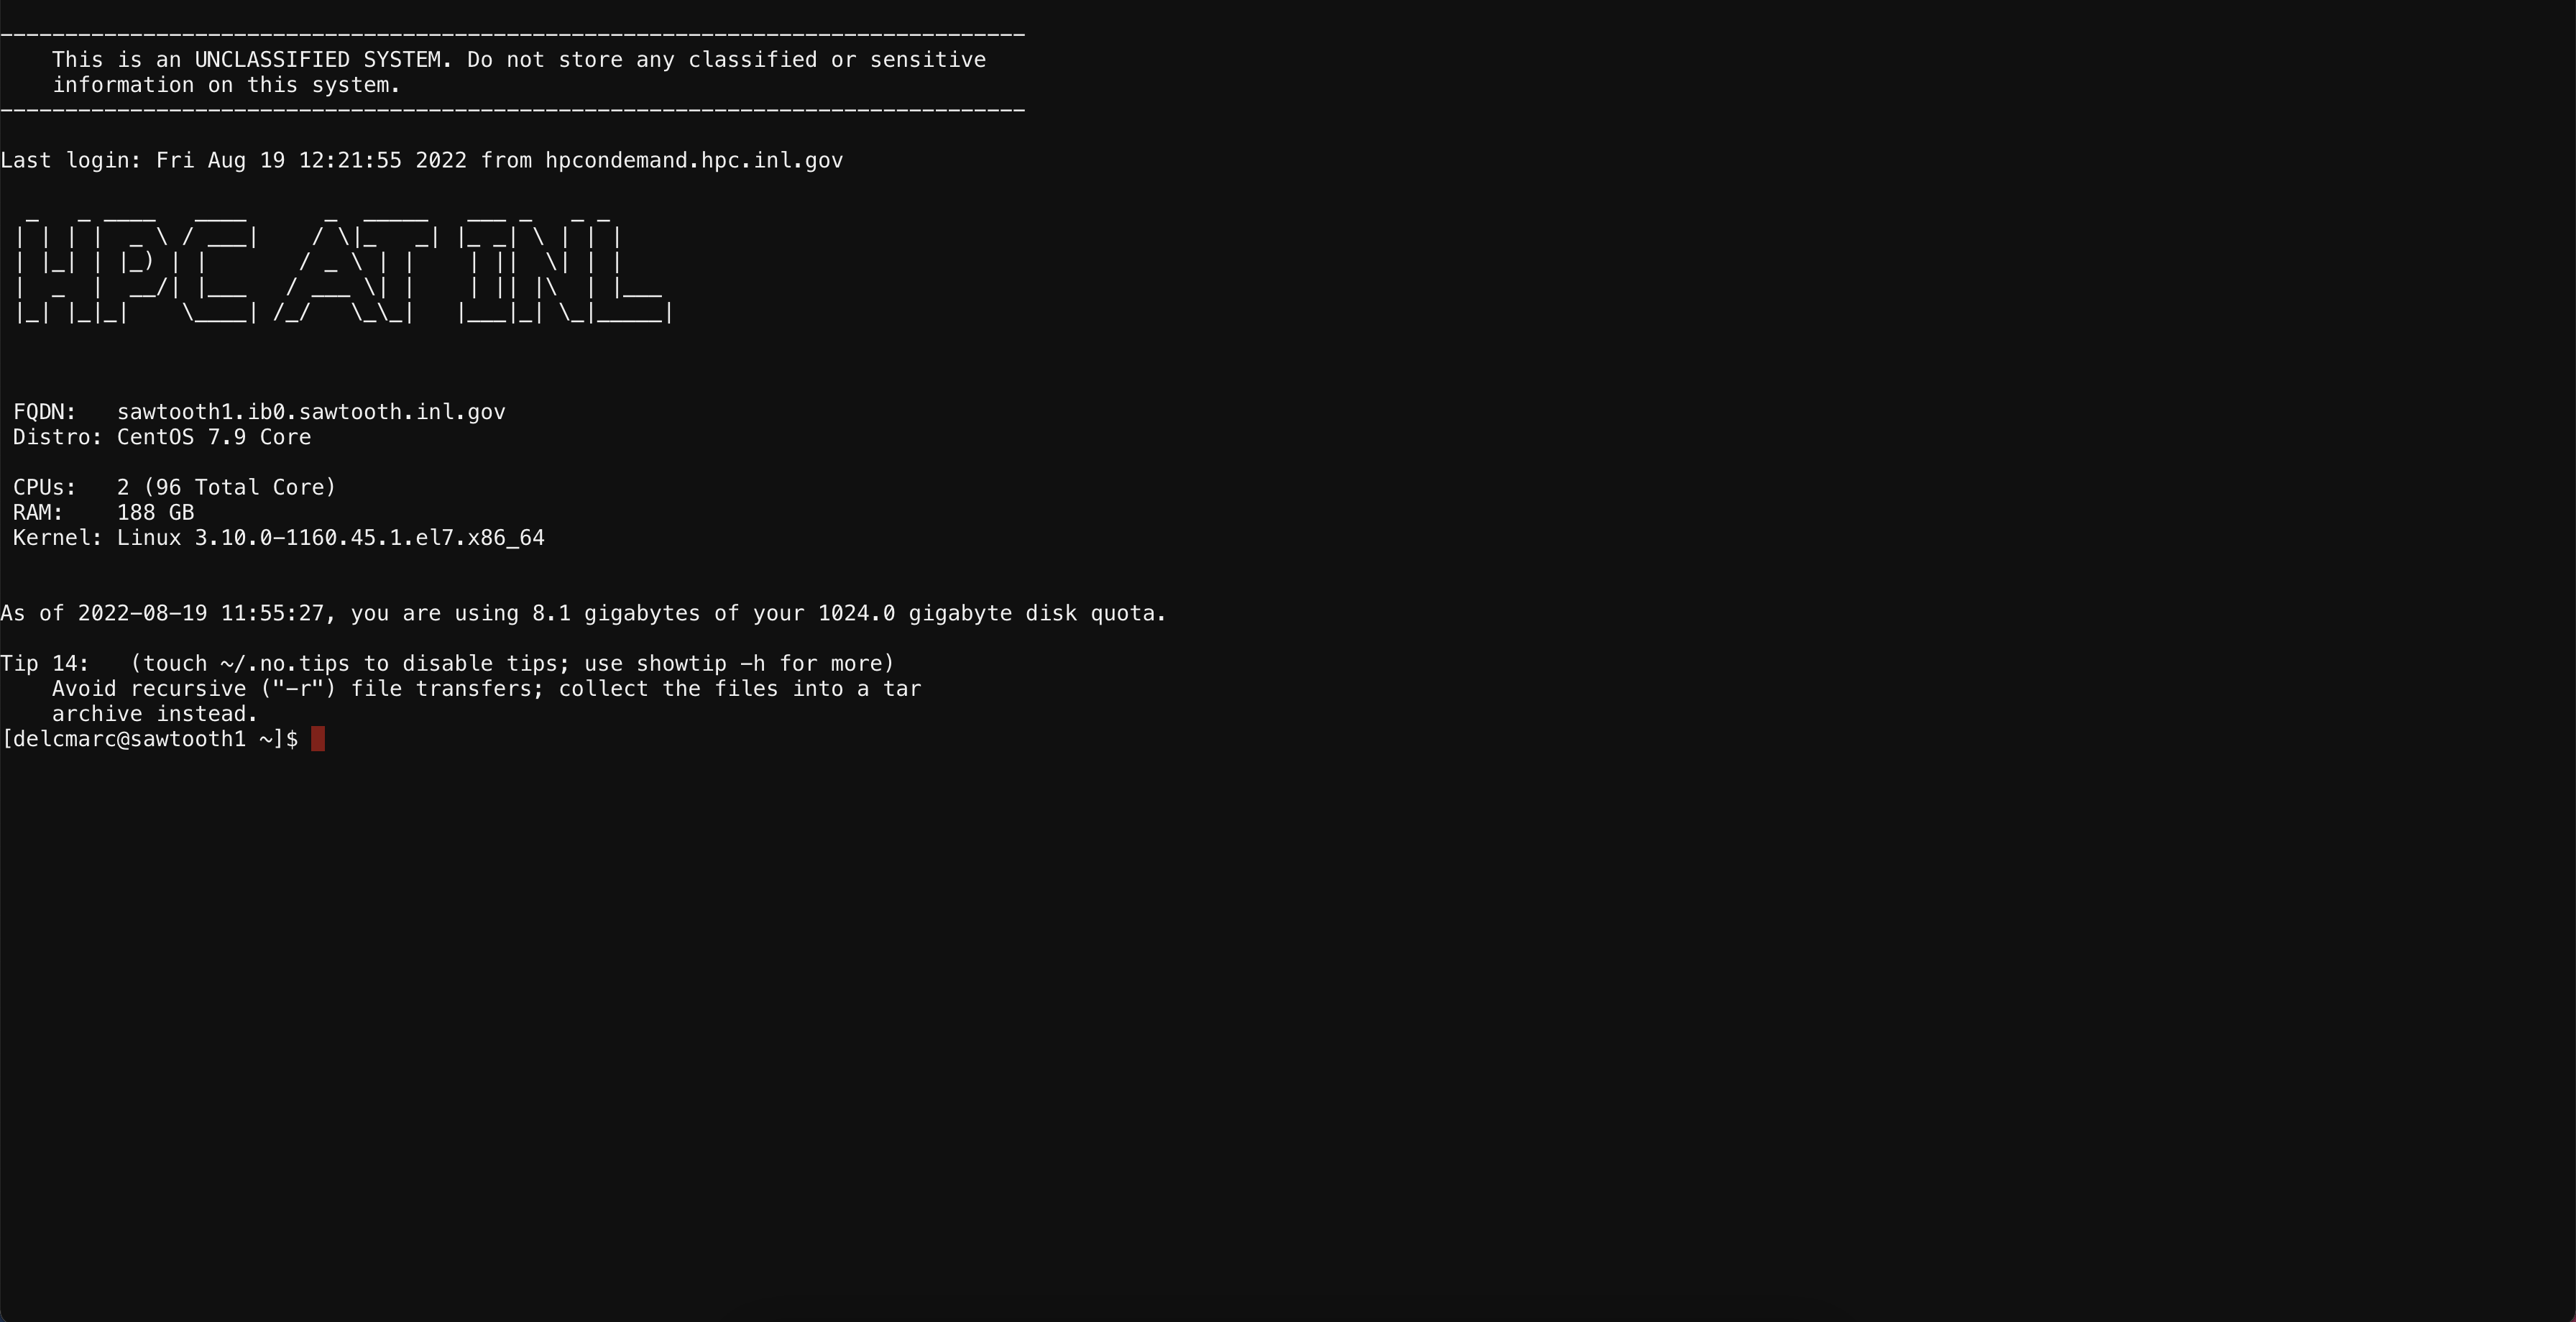 --------------------------------------------------------------------------------
    This is an UNCLASSIFIED SYSTEM. Do not store any classified or sensitive
    information on this system.
--------------------------------------------------------------------------------
Last login: Fri Aug 19 12:21:55 2022 from hpcondemand.hpc.inl.gov
HPC AT INL
 FQDN:   sawtooth1.ib0.sawtooth.inl.gov
 Distro: CentOS 7.9 Core
 CPUs:   2 (96 Total Core)
 RAM:    188 GB
 Kernel: Linux 3.10.0-1160.45.1.el7.x86_64
As of 2022-08-19 11:55:27, you are using 8.1 gigabytes of your 1024.0 gigabyte disk quota.
Tip 14:   (touch ~/.no.tips to disable tips; use showtip -h for more)
    Avoid recursive ("-r") file transfers; collect the files into a tar
    archive instead.
[delcmarc@sawtooth1 ~]$